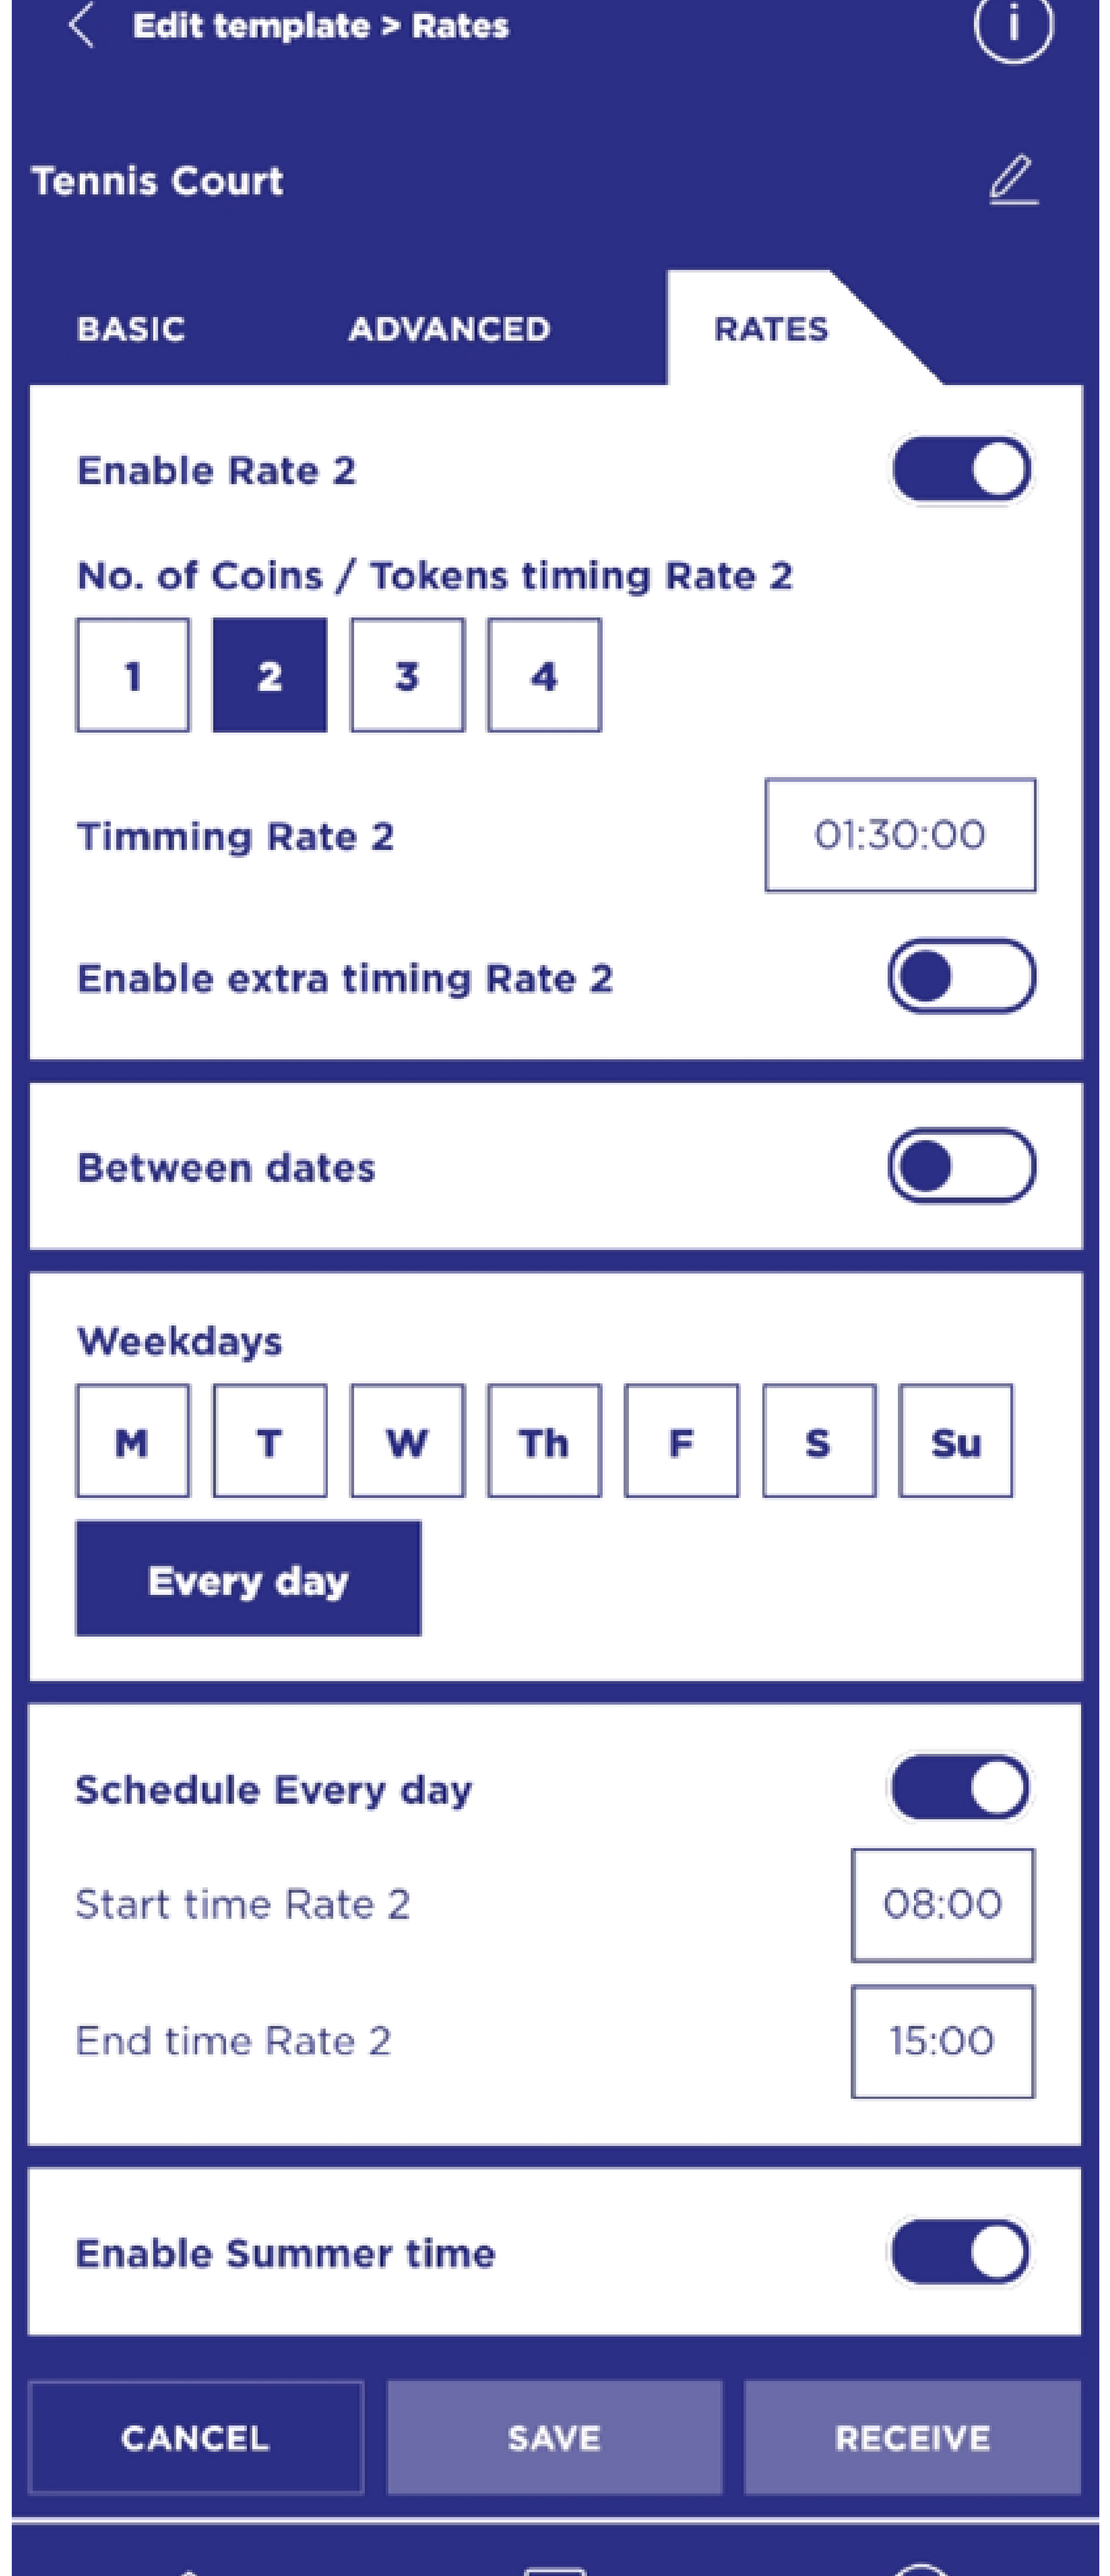 Edit template > Rates
i
Tennis Court
BASIC ADVANCED RATES
Enable Rate 2
No. of Coins / Tokens timing Rate 2
1 2 3 4
Timming Rate 2 01:30:00
Enable extra timing Rate 2
Between dates
Weekdays
M T W Th F S Su
Every day
Schedule Every day
Start time Rate 2 08:00
End time Rate 2 15:00
Enable Summer time
CANCEL SAVE RECEIVE